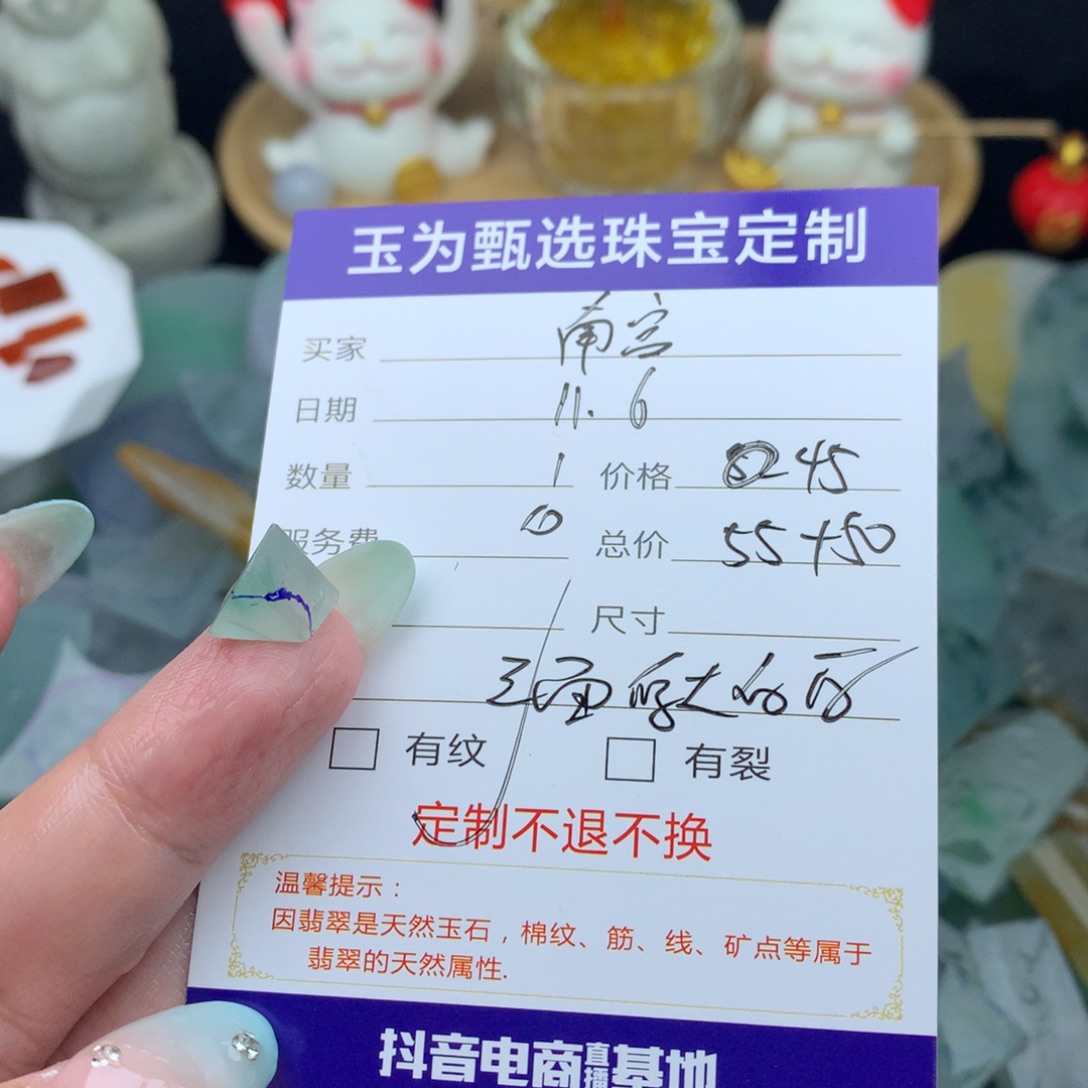 玉为甄选珠宝定制
买家 南宫
日期 11.6
数量 1 价格 45
服务费 0 总价 55+50
尺寸
有纹 有裂
定制不退不换
温馨提示：
因翡翠是天然玉石，棉纹、筋、线、矿点等属于
翡翠的天然属性.
抖音电商直播基地